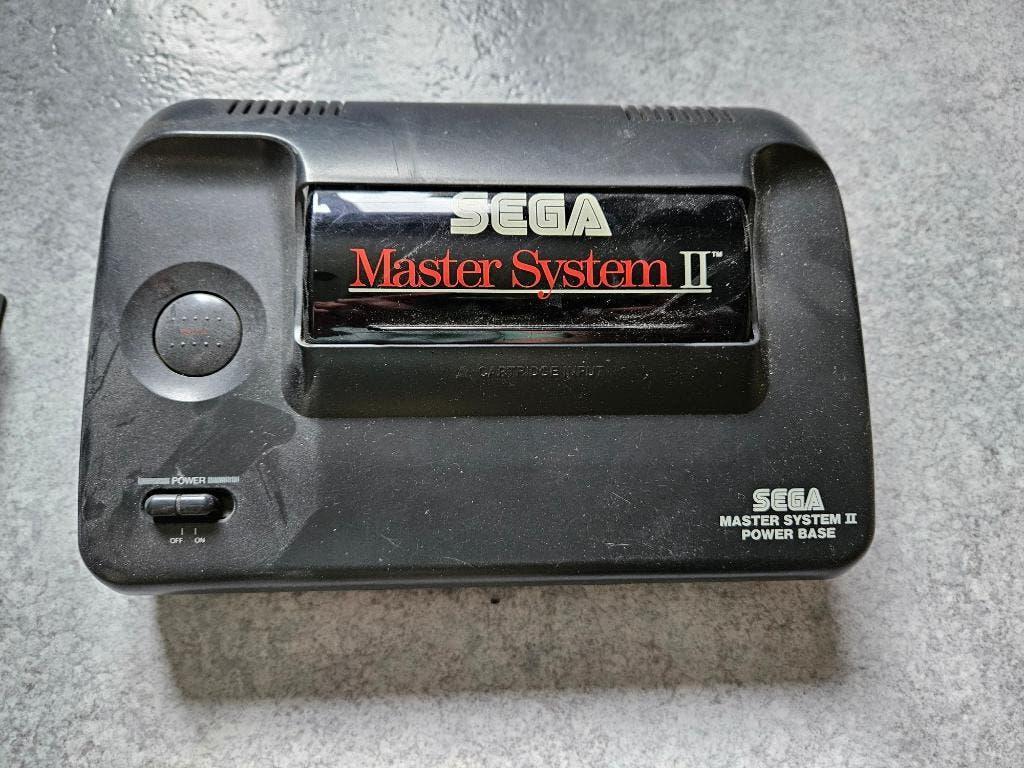 SEGA
Master System II™
CARTRIDGE INPUT
POWER
OFF ON
SEGA
MASTER SYSTEM II
POWER BASE